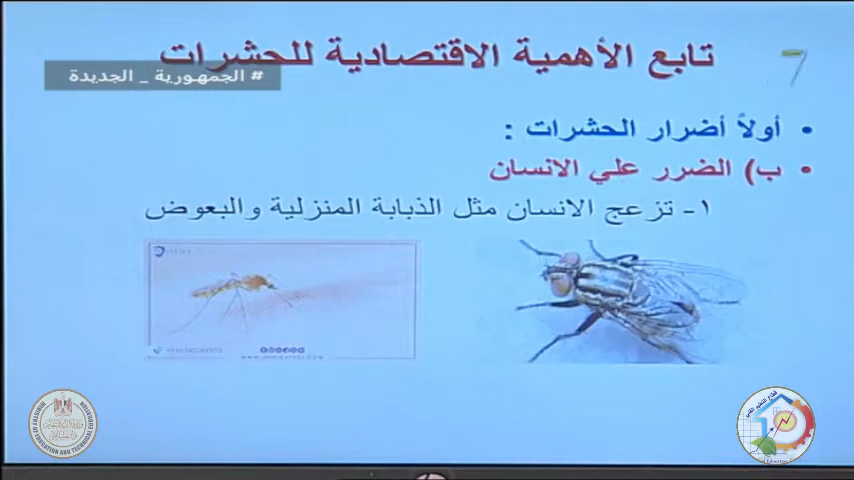 تابع الأهمية الاقتصادية للحشرات
7
# الجمهورية _ الجديدة
• أولاً أضرار الحشرات :
• ب) الضرر علي الانسان
١- تزعج الانسان مثل الذبابة المنزلية والبعوض